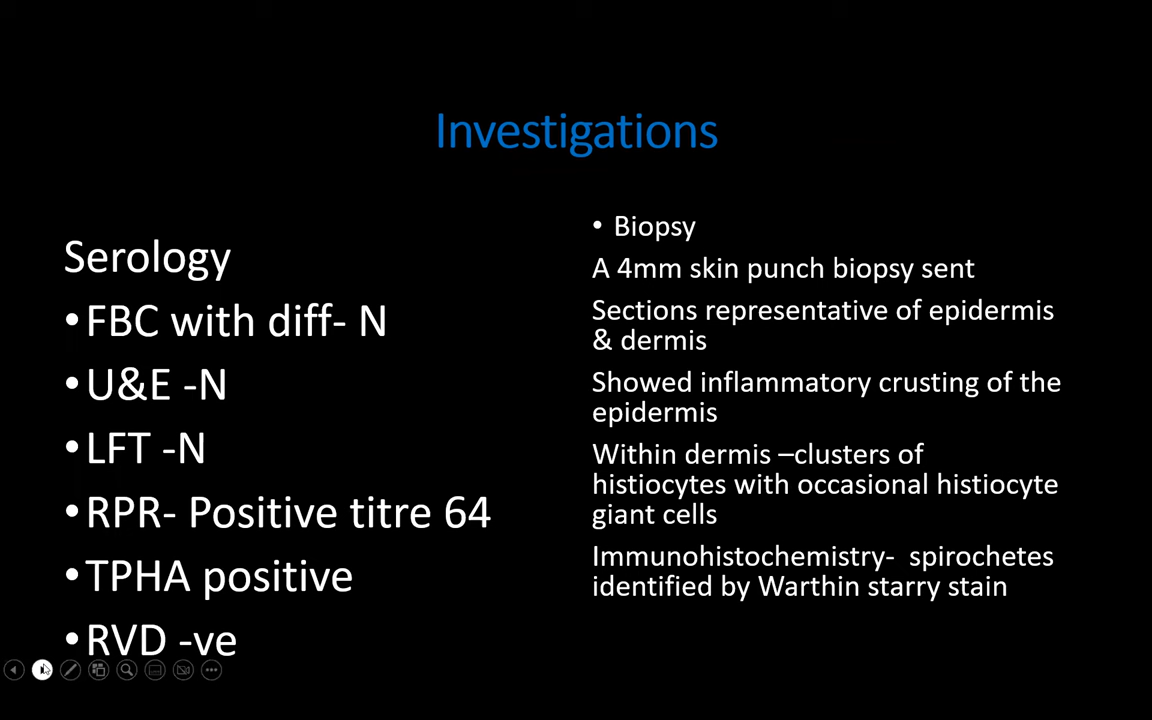 Investigations
Serology
•FBC with diff- N
•U&E -N
•LFT -N
•RPR- Positive titre 64
•TPHA positive
•RVD -ve
• Biopsy
A 4mm skin punch biopsy sent
Sections representative of epidermis
& dermis
Showed inflammatory crusting of the
epidermis
Within dermis –clusters of
histiocytes with occasional histiocyte
giant cells
Immunohistochemistry- spirochetes
identified by Warthin starry stain